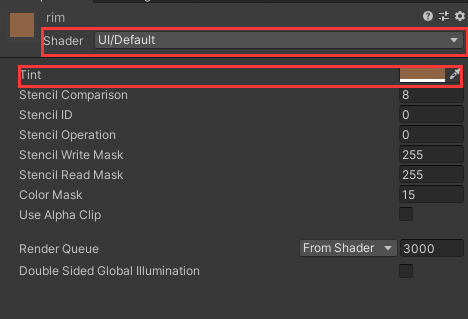 rim
Shader UI/Default
Tint
Stencil Comparison 8
Stencil ID 0
Stencil Operation 0
Stencil Write Mask 255
Stencil Read Mask 255
Color Mask 15
Use Alpha Clip
Render Queue From Shader 3000
Double Sided Global Illumination